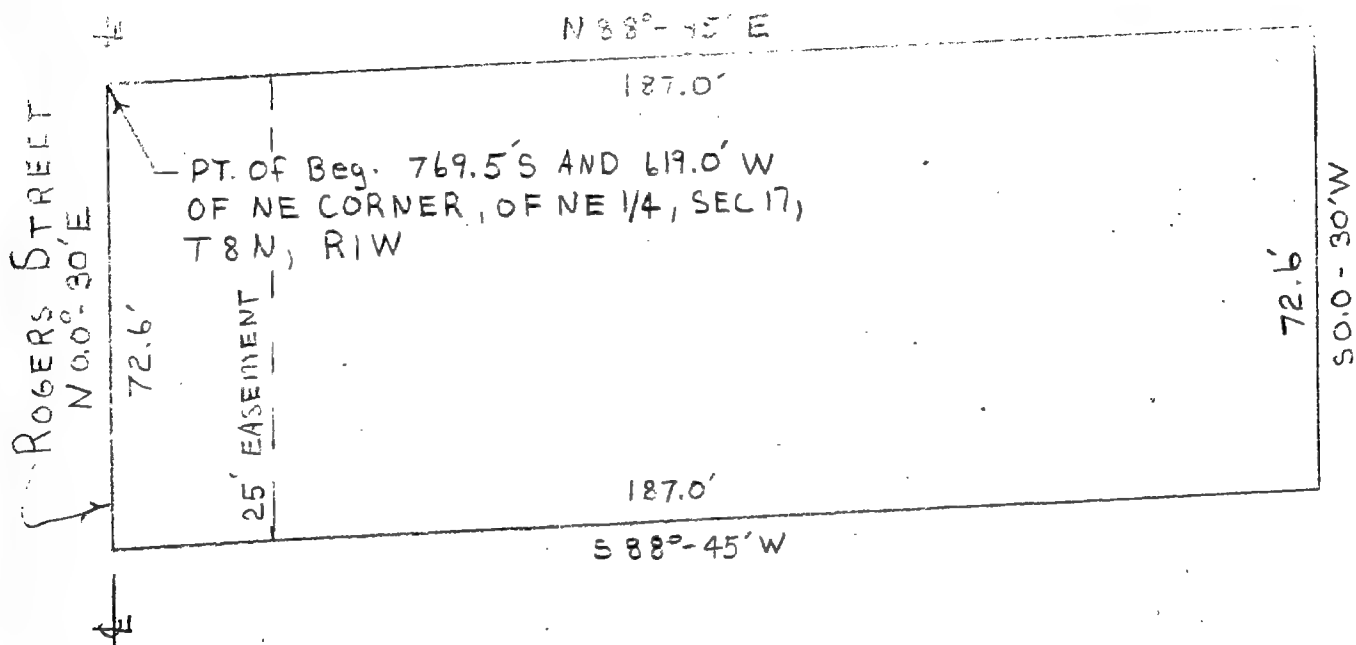 N 88°-45' E
187.0'
PT. Of Beg. 769.5'S AND 619.0' W
OF NE CORNER, OF NE 1/4, SEC 17,
T 8 N, R1W
ROGERS STREET
N 0.0°-30' E
72.6'
25' EASEMENT
72.6'
S 0.0-30' W
187.0'
S 88°-45' W